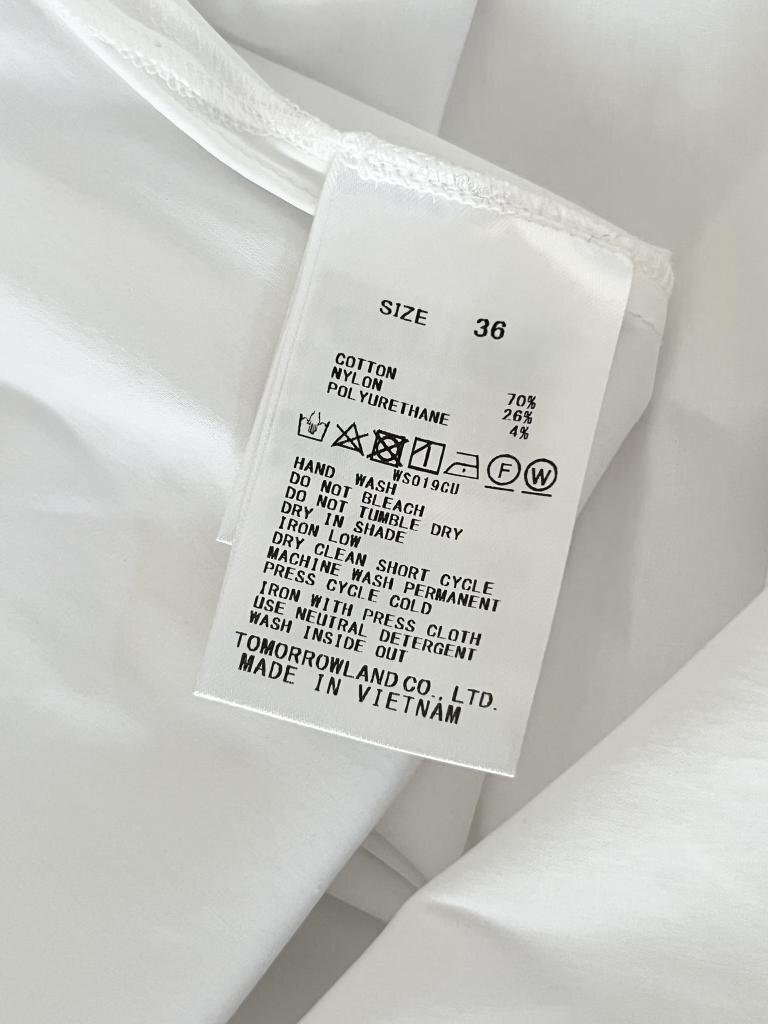 SIZE 36
COTTON 70%
NYLON 26%
POLYURETHANE 4%
F W
WS019CU
HAND WASH
DO NOT BLEACH
DO NOT TUMBLE DRY
DRY IN SHADE
IRON LOW
DRY CLEAN SHORT CYCLE
MACHINE WASH PERMANENT
PRESS CYCLE COLD
IRON WITH PRESS CLOTH
USE NEUTRAL DETERGENT
WASH INSIDE OUT
TOMORROWLAND CO., LTD.
MADE IN VIETNAM